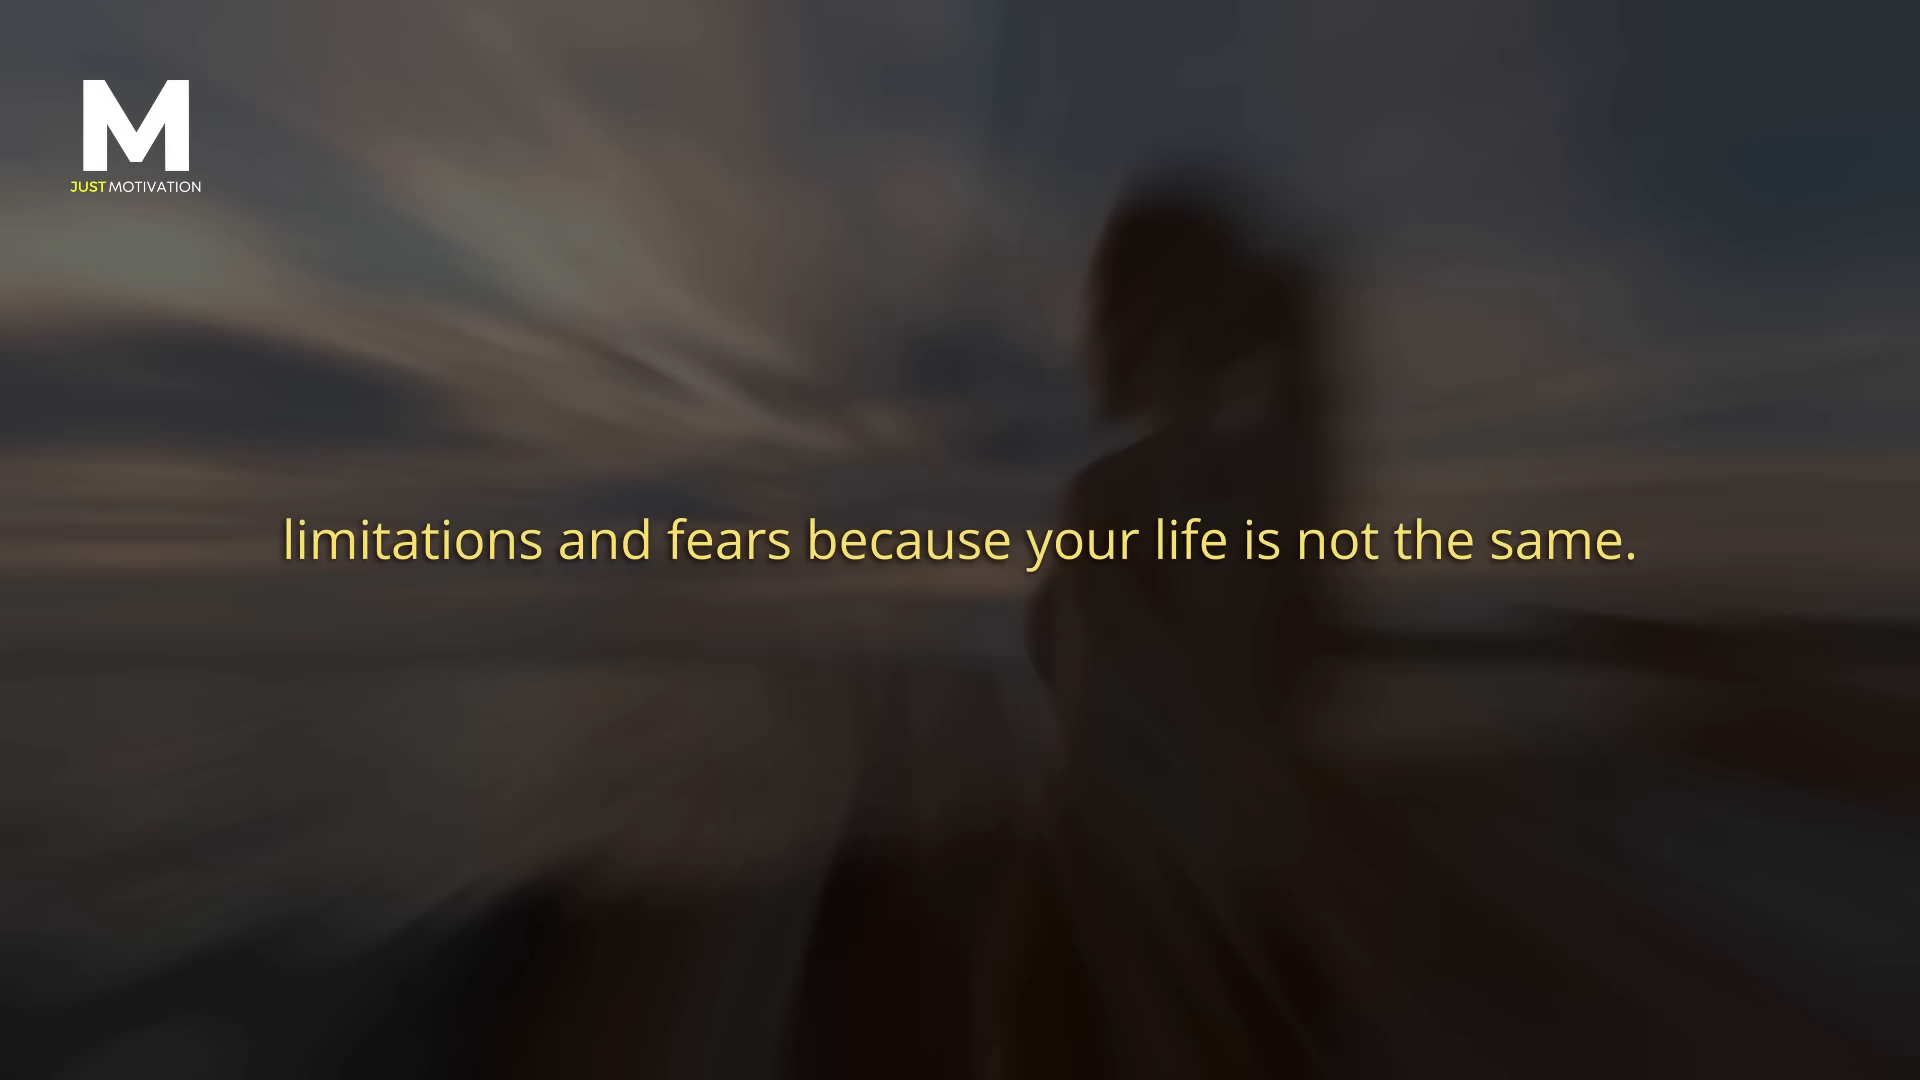 M
JUST MOTIVATION
limitations and fears because your life is not the same.